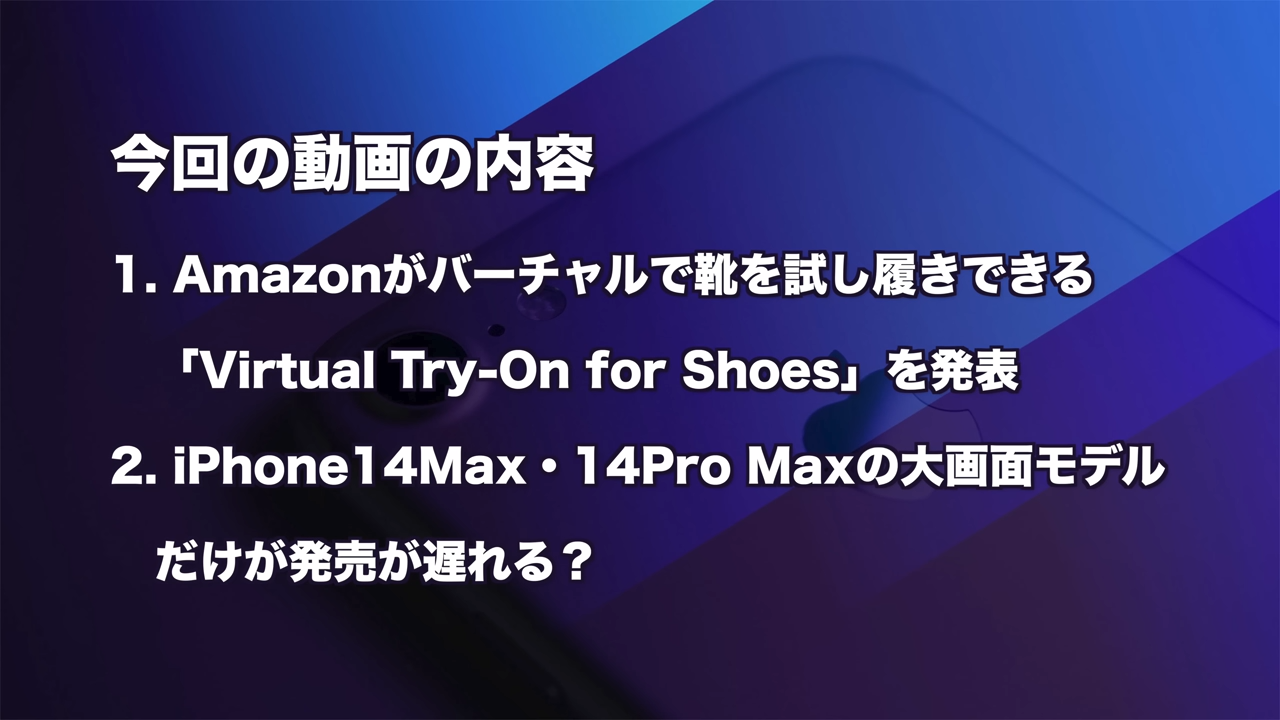 今回の動画の内容
1. Amazonがバーチャルで靴を試し履きできる
「Virtual Try-On for Shoes」を発表
2. iPhone14Max・14Pro Maxの大画面モデル
だけが発売が遅れる？